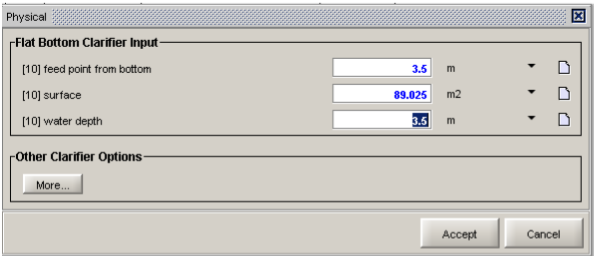 Physical
Flat Bottom Clarifier Input
[10] feed point from bottom 3.5 m
[10] surface 89.025 m2
[10] water depth 3.5 m
Other Clarifier Options
More...
Accept Cancel